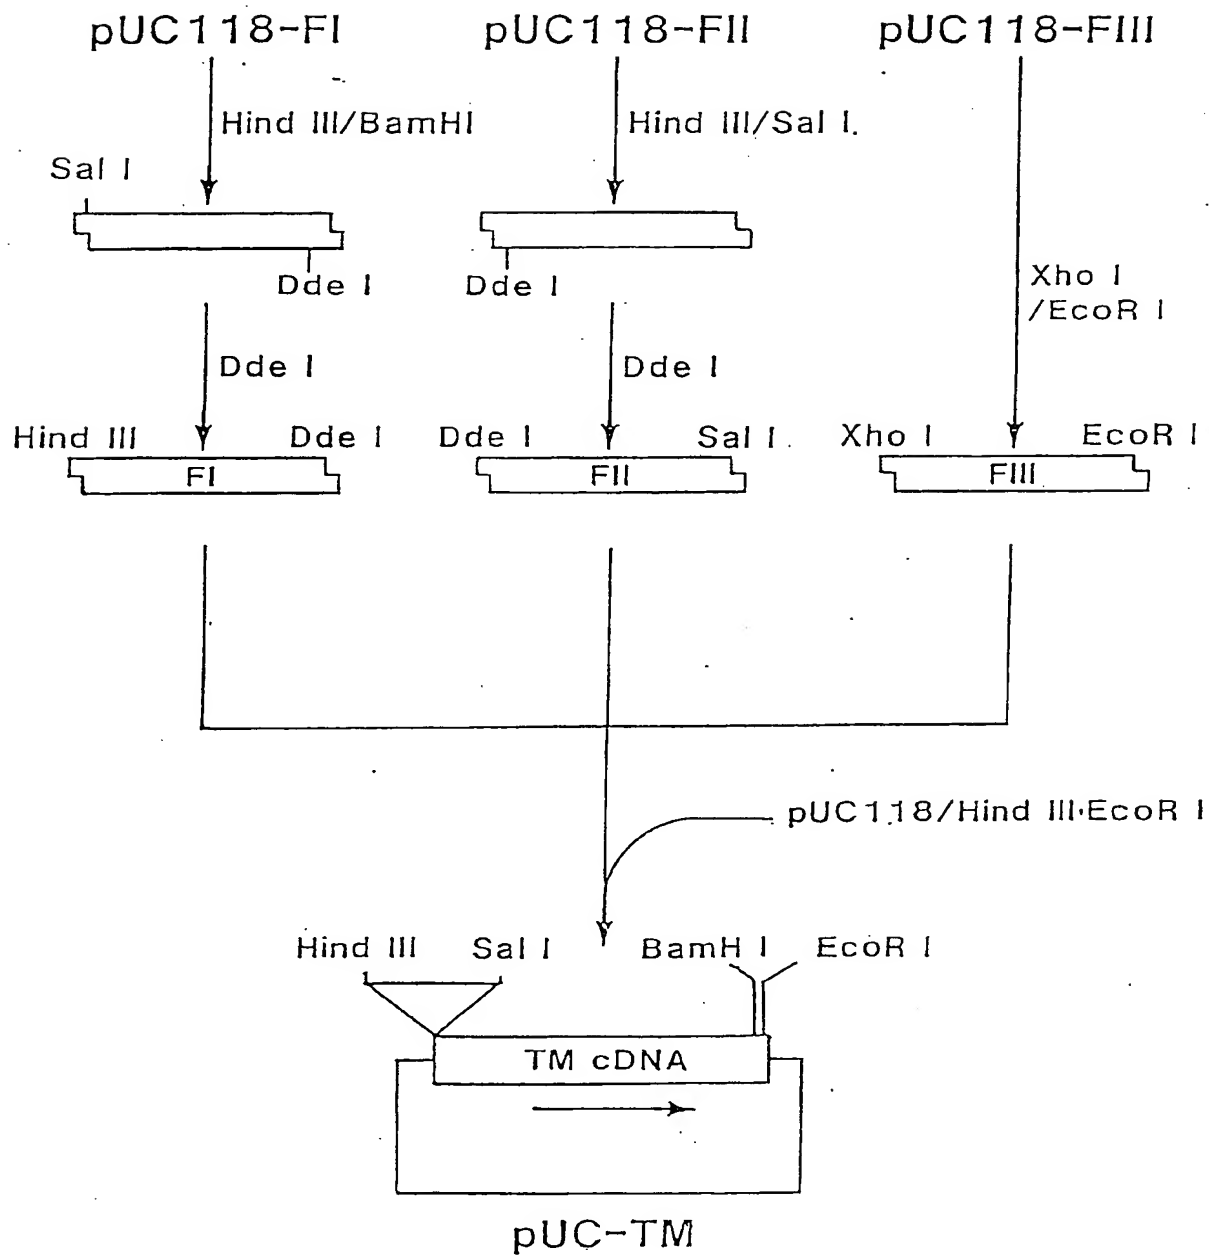 pUC118-FI pUC118-FII pUC118-FIII
Hind III/BamHI Hind III/Sal I.
Sal I
Dde I Dde I
Xho I
/EcoR I
Dde I Dde I
Hind III Dde I Dde I Sal I. Xho I EcoR I
FI FII FIII
pUC118/Hind III·EcoR I
Hind III Sal I BamH I EcoR I
TM cDNA
pUC-TM